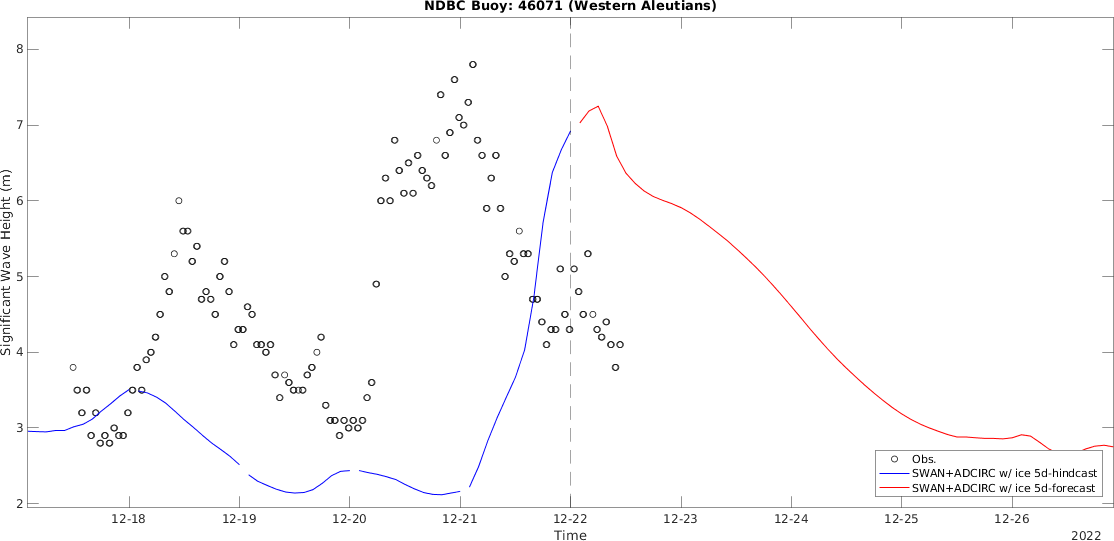 NDBC Buoy: 46071 (Western Aleutians)
8
7
6
5
4
3
2
Significant Wave Height (m)
Obs.
SWAN+ADCIRC w/ ice 5d-hindcast
SWAN+ADCIRC w/ ice 5d-forecast
12-18 12-19 12-20 12-21 12-22 12-23 12-24 12-25 12-26
Time
2022